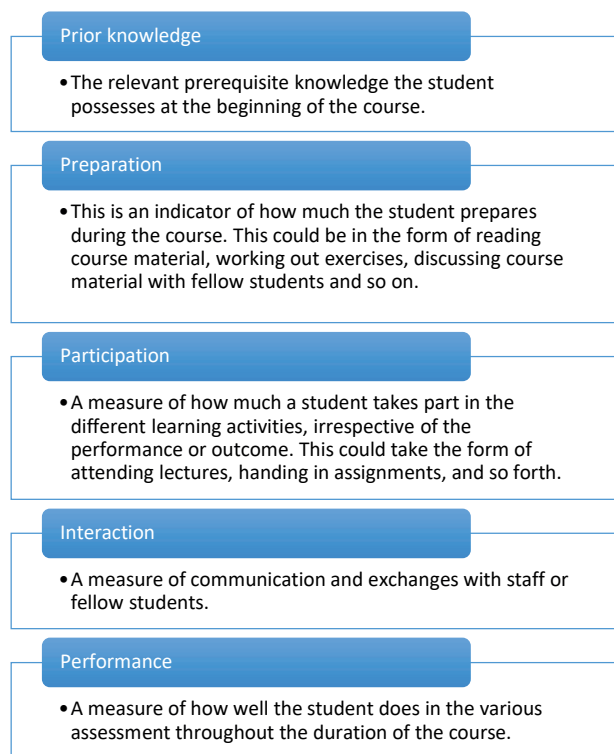 Prior knowledge
•The relevant prerequisite knowledge the student
possesses at the beginning of the course.
Preparation
•This is an indicator of how much the student prepares
during the course. This could be in the form of reading
course material, working out exercises, discussing course
material with fellow students and so on.
Participation
•A measure of how much a student takes part in the
different learning activities, irrespective of the
performance or outcome. This could take the form of
attending lectures, handing in assignments, and so forth.
Interaction
•A measure of communication and exchanges with staff or
fellow students.
Performance
•A measure of how well the student does in the various
assessment throughout the duration of the course.